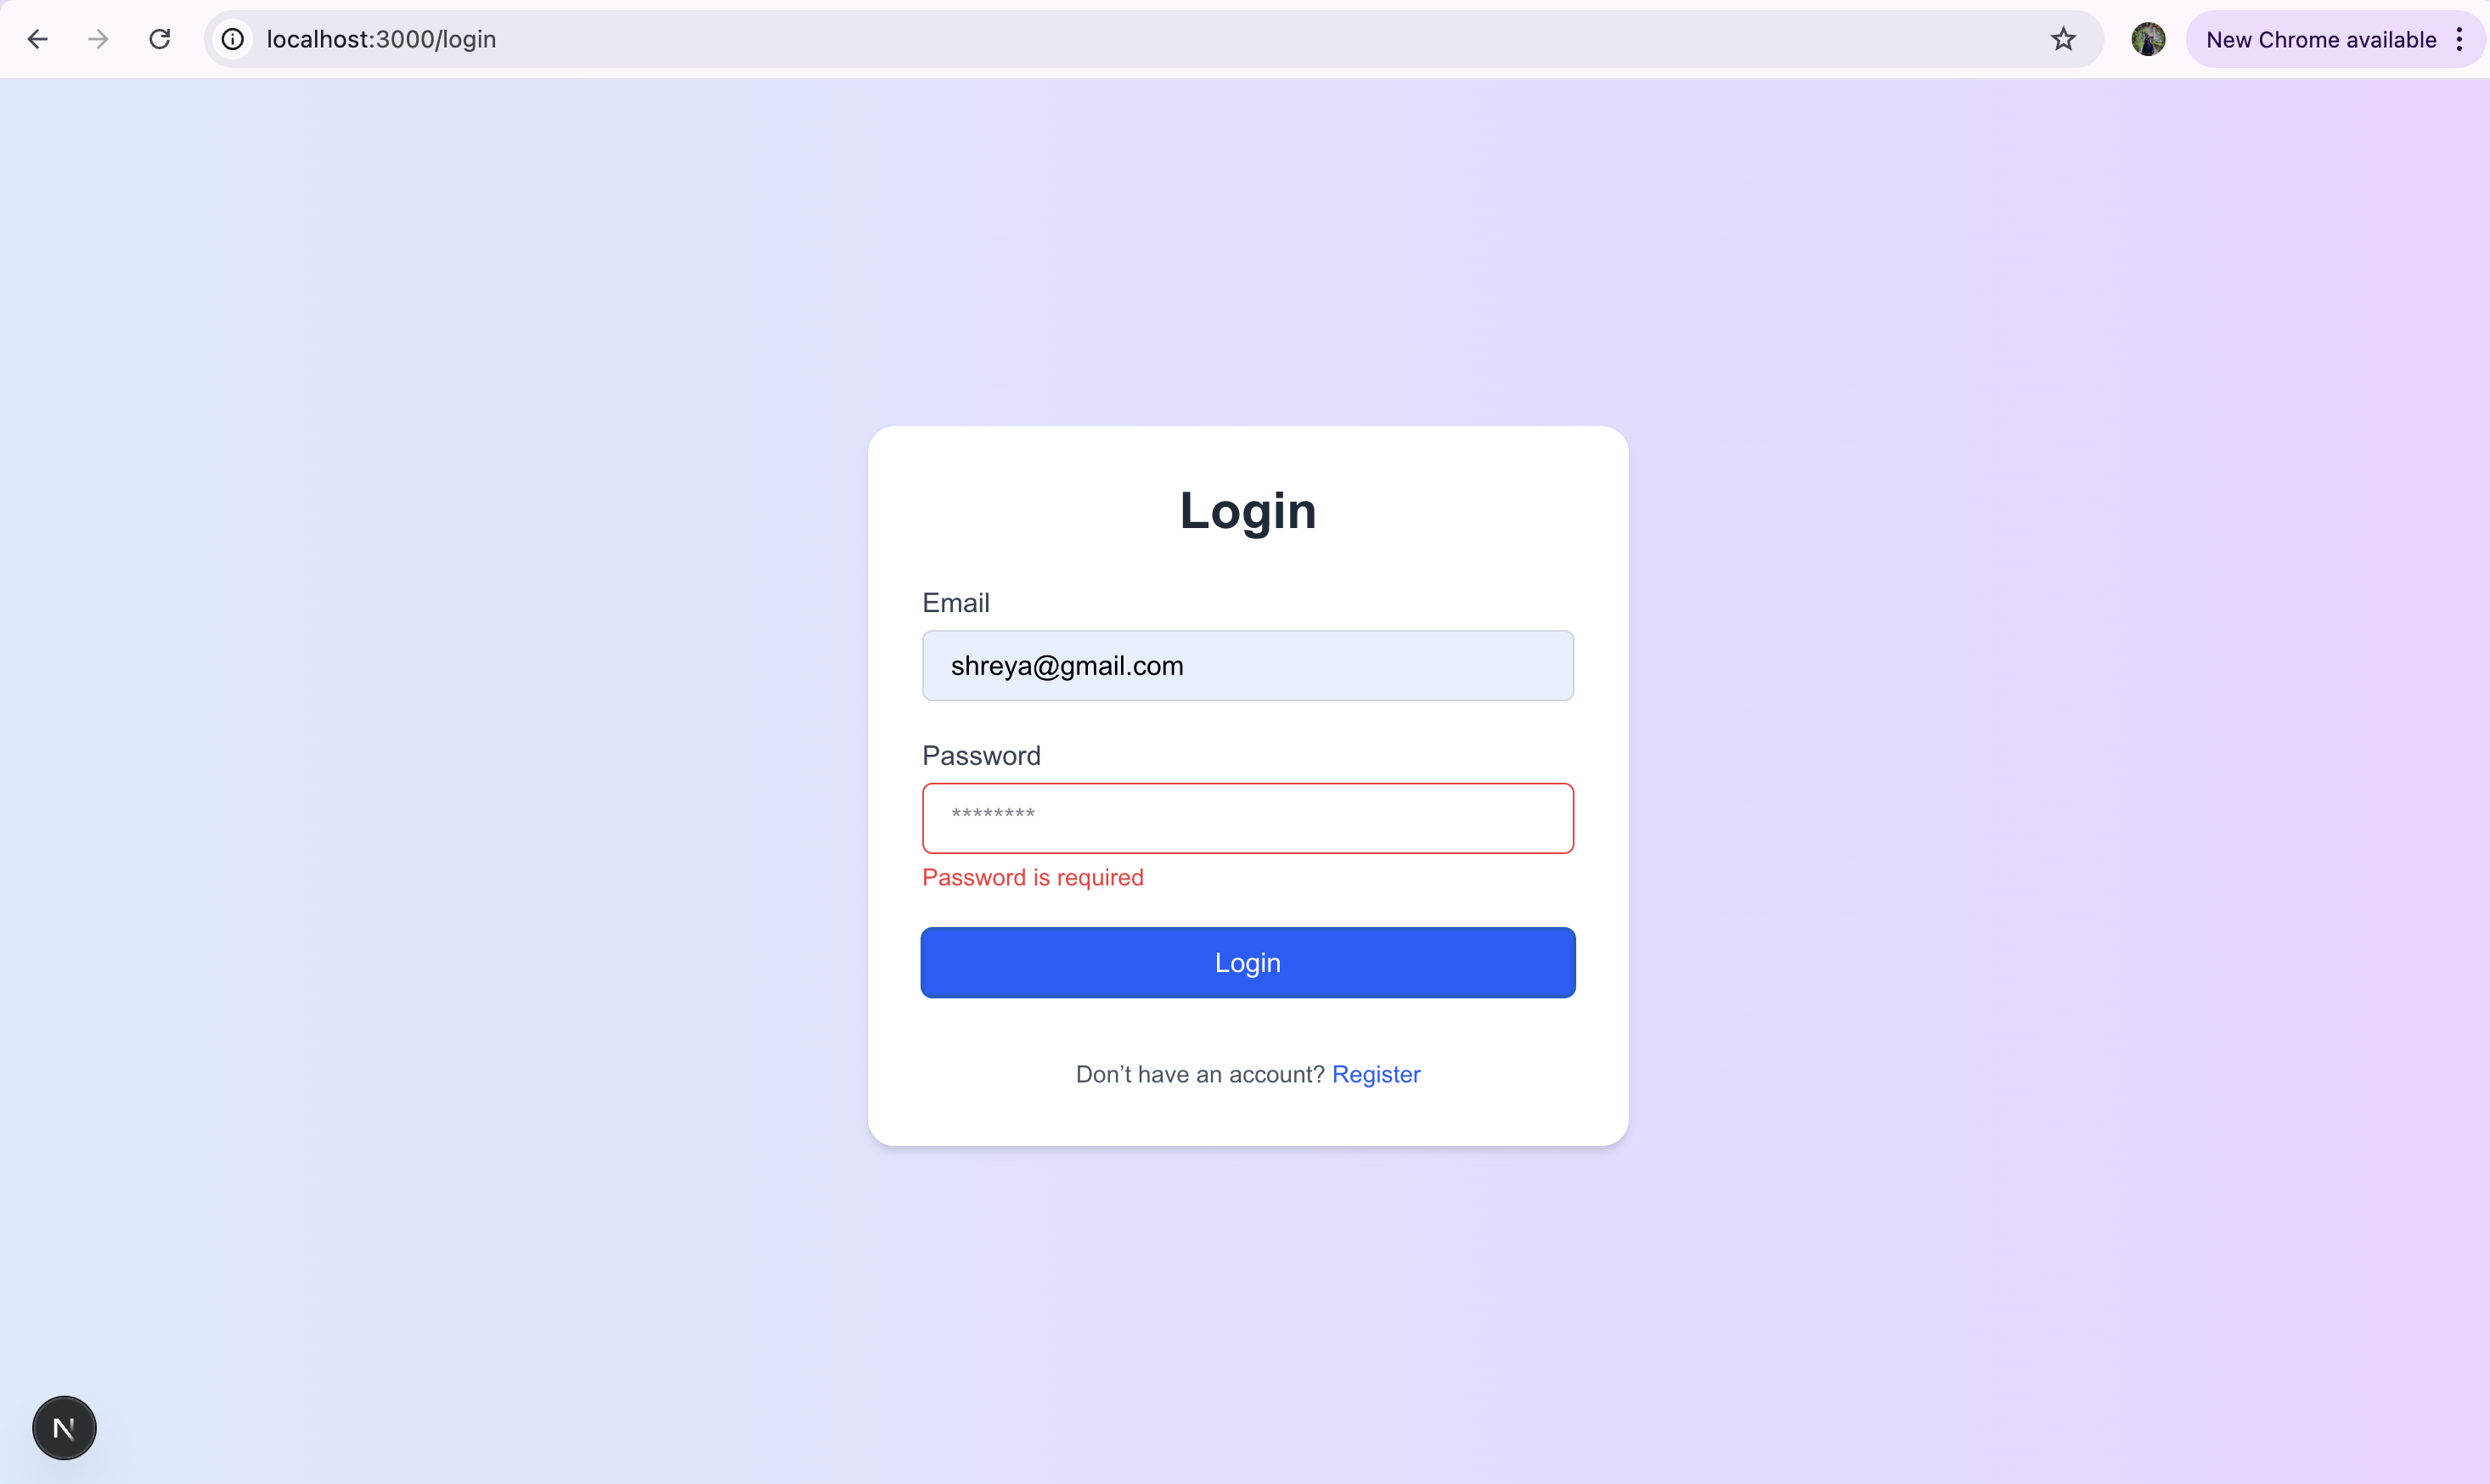 localhost:3000/login
New Chrome available
Login
Email
shreya@gmail.com
Password
********
Password is required
Login
Don’t have an account? Register
N